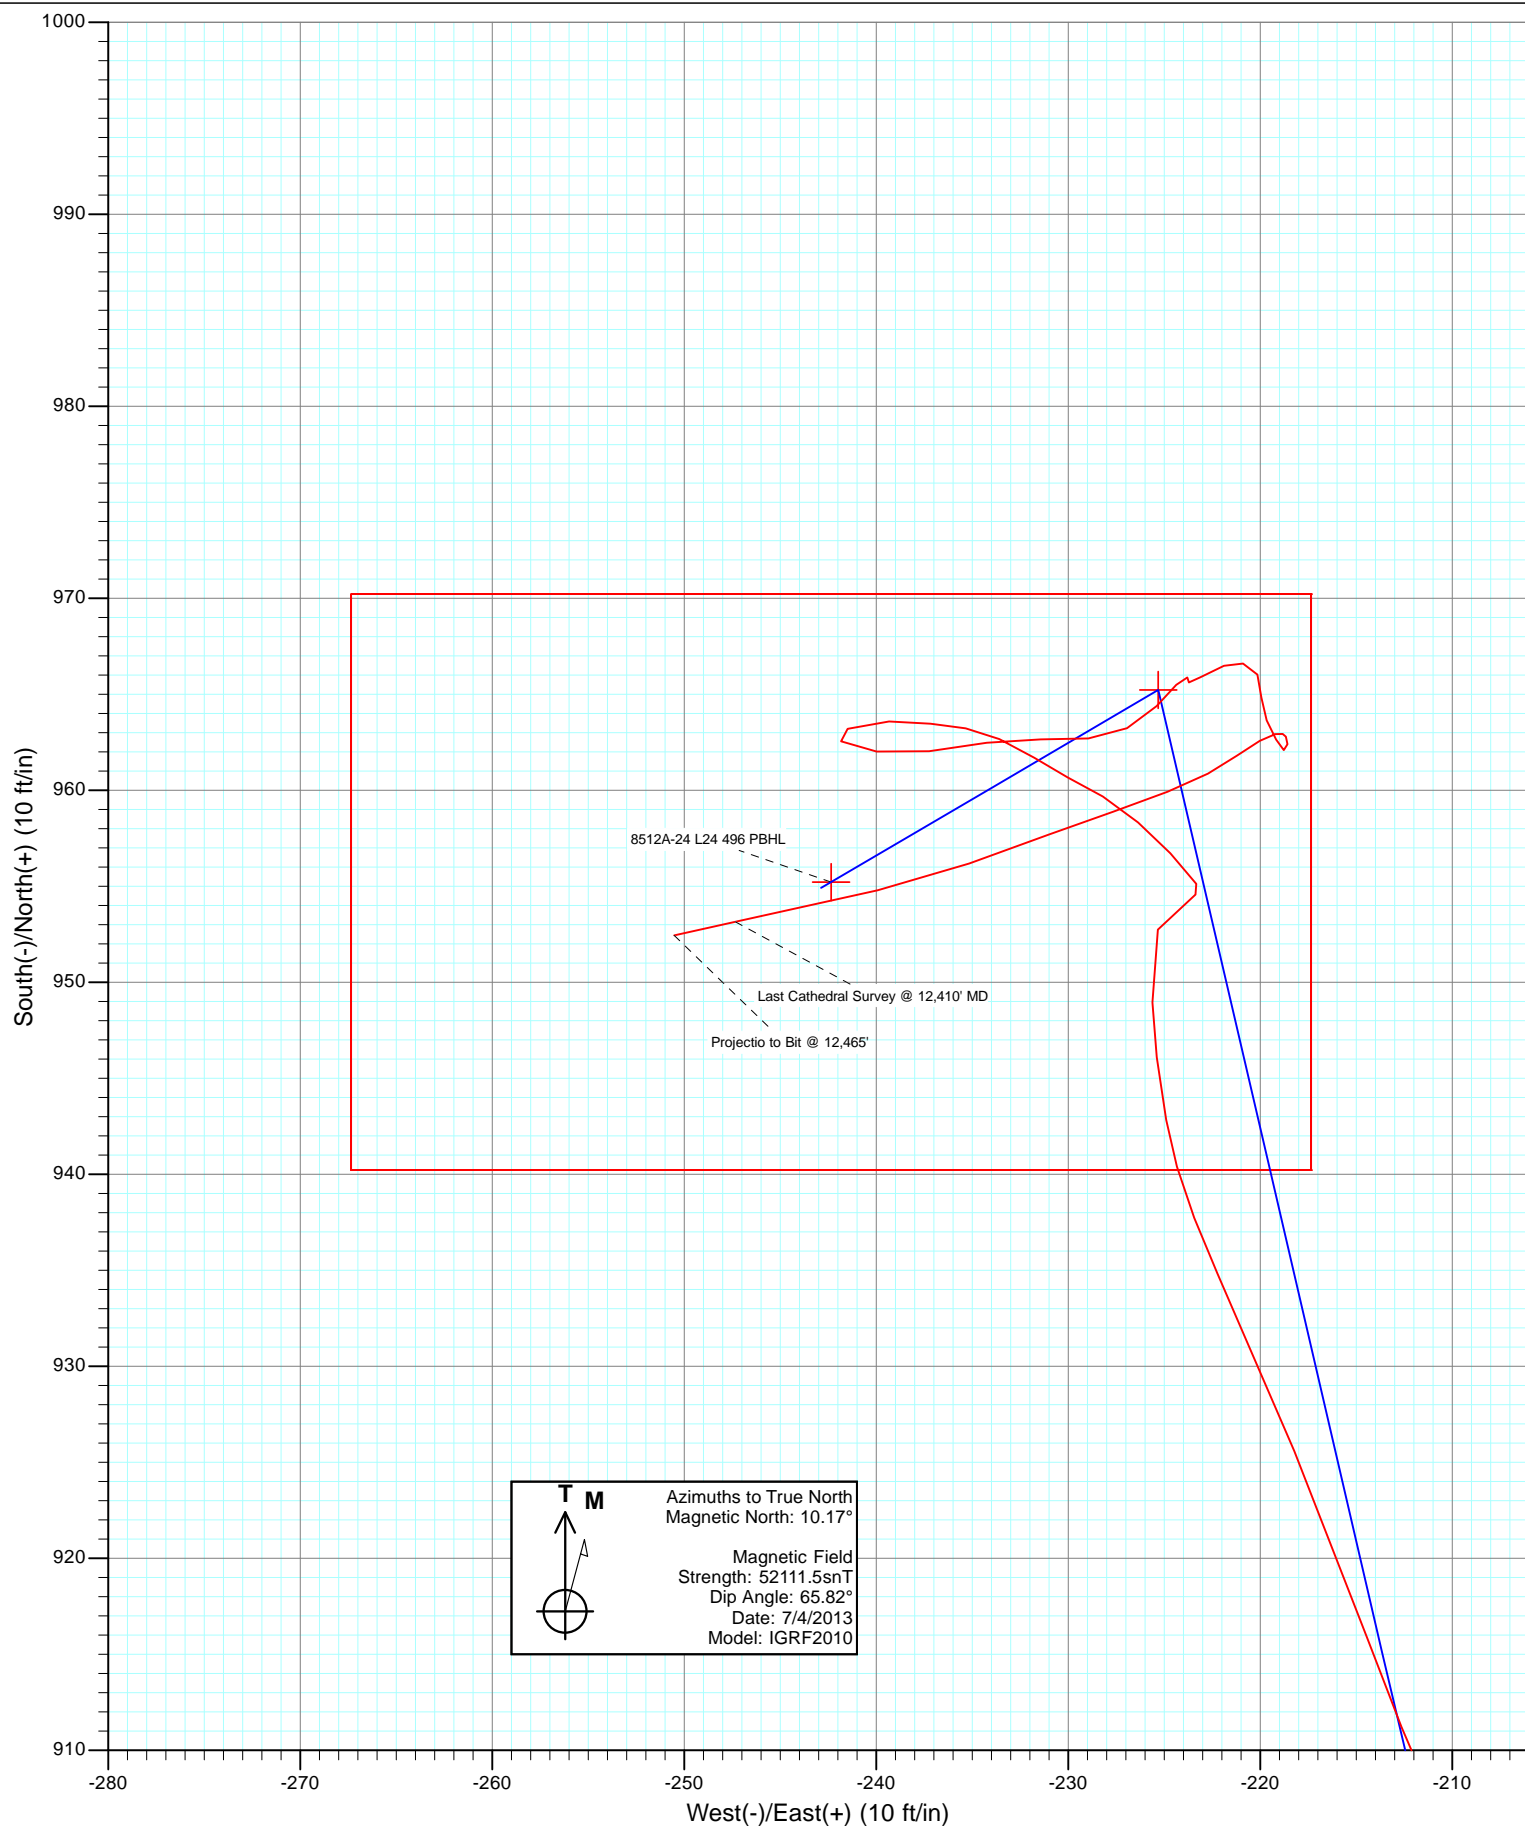 1000
990
980
970
960
950
940
930
920
910
South(-)/North(+) (10 ft/in)
8512A-24 L24 496 PBHL
Last Cathedral Survey @ 12,410' MD
Projectio to Bit @ 12,465'
T M
Azimuths to True North
Magnetic North: 10.17°
Magnetic Field
Strength: 52111.5snT
Dip Angle: 65.82°
Date: 7/4/2013
Model: IGRF2010
-280 -270 -260 -250 -240 -230 -220 -210
West(-)/East(+) (10 ft/in)